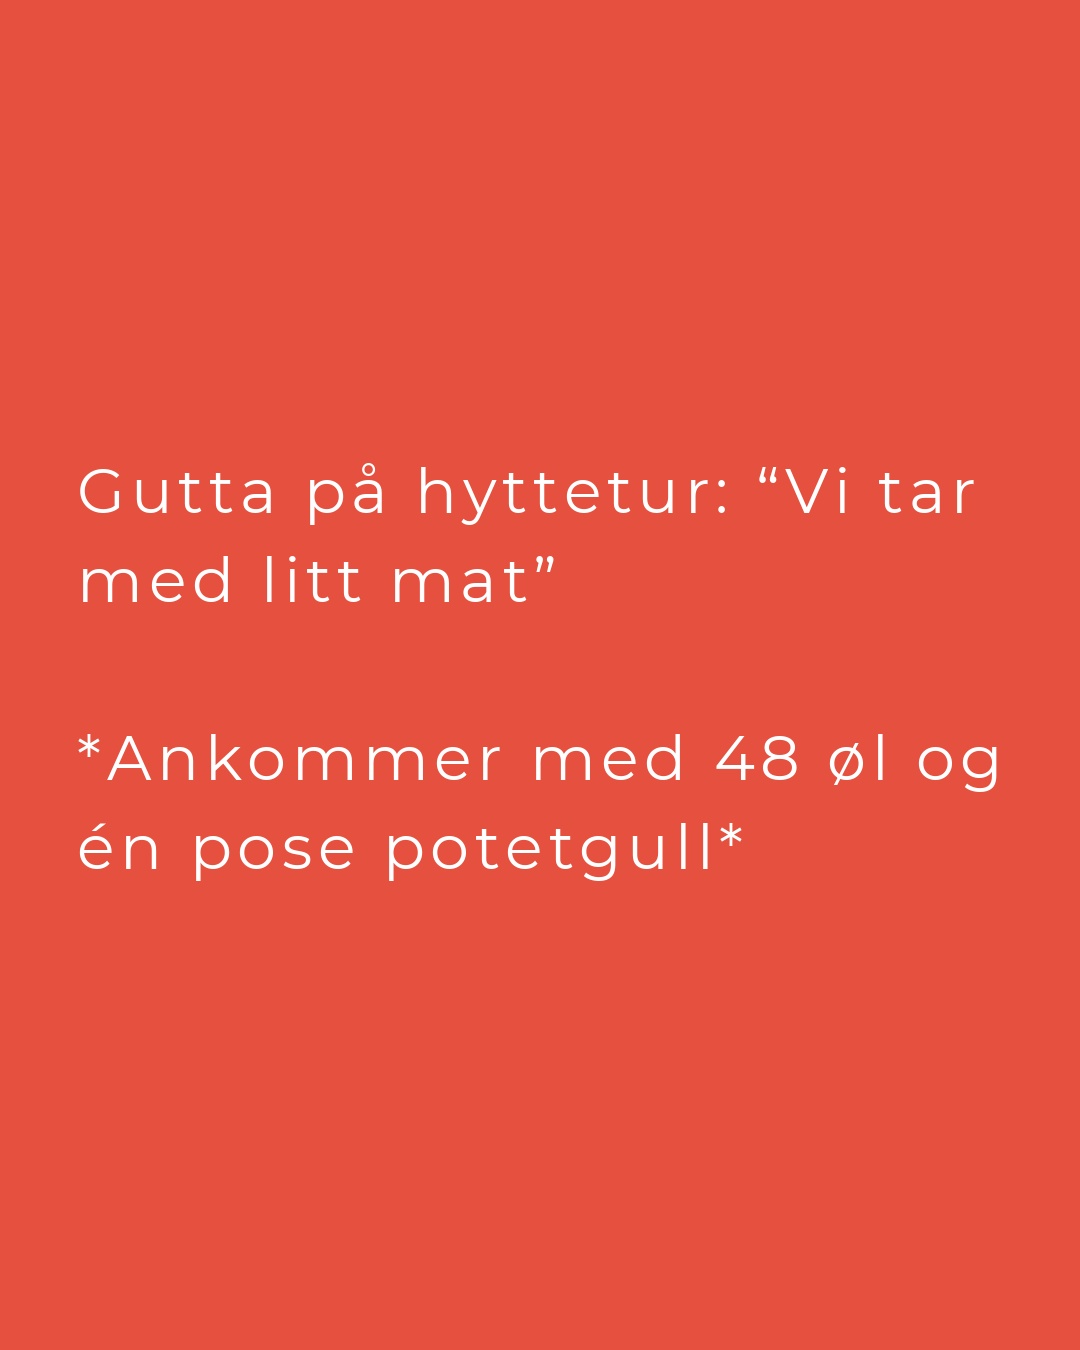 Gutta på hyttetur: “Vi tar
med litt mat”
*Ankommer med 48 øl og
én pose potetgull*